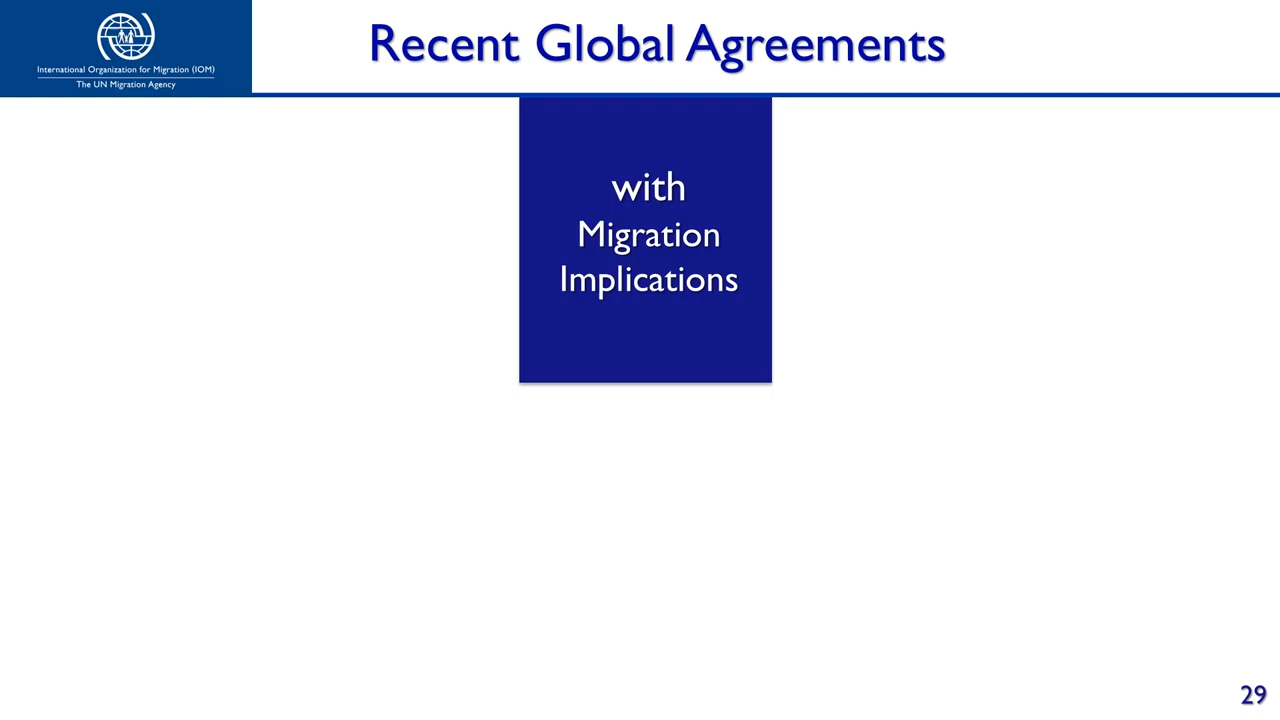 International Organization for Migration (IOM)
The UN Migration Agency
Recent Global Agreements
with
Migration
Implications
29